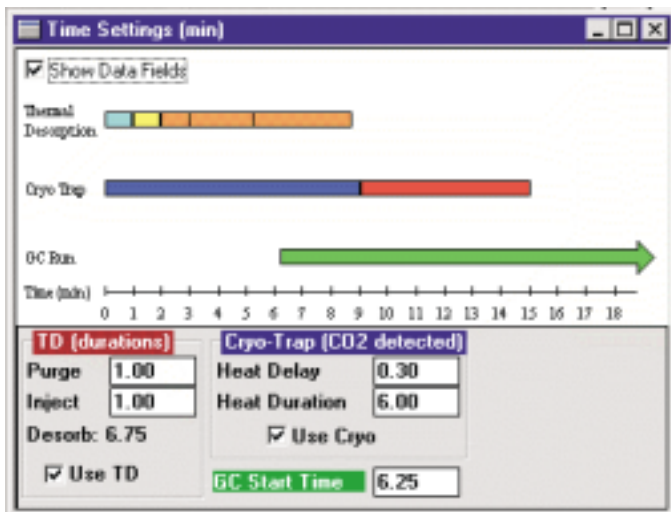 Time Settings (min)
Show Data Fields
Thermal
Desorption
Cryo Trap
GC Run
Time (min)
0 1 2 3 4 5 6 7 8 9 10 11 12 13 14 15 16 17 18
TD (durations)
Purge 1.00
Inject 1.00
Desorb: 6.75
Use TD
Cryo-Trap (CO2 detected)
Heat Delay 0.30
Heat Duration 6.00
Use Cryo
GC Start Time 6.25